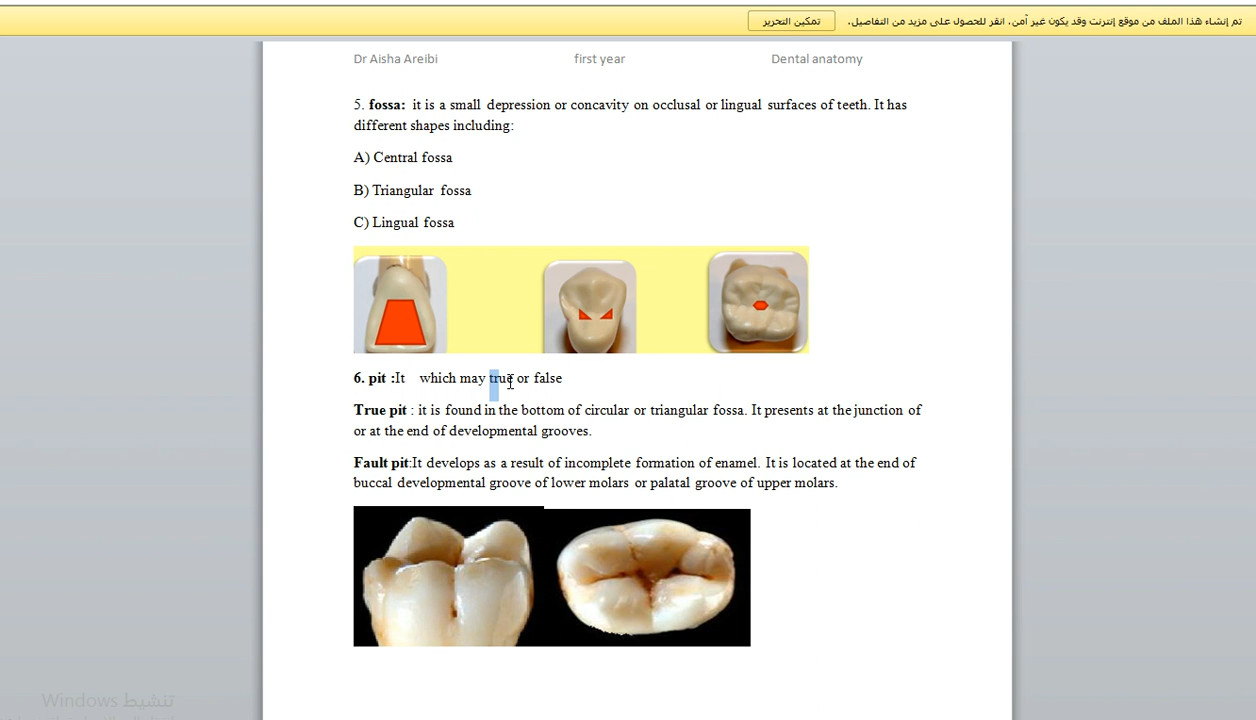 تم إنشاء هذا الملف من موقع إنترنت وقد يكون غير آمن. انقر للحصول على مزيد من التفاصيل.
تمكين التحرير
Dr Aisha Areibi first year Dental anatomy
5. fossa: it is a small depression or concavity on occlusal or lingual surfaces of teeth. It has
different shapes including:
A) Central fossa
B) Triangular fossa
C) Lingual fossa
6. pit :It which may true or false
True pit : it is found in the bottom of circular or triangular fossa. It presents at the junction of
or at the end of developmental grooves.
Fault pit:It develops as a result of incomplete formation of enamel. It is located at the end of
buccal developmental groove of lower molars or palatal groove of upper molars.
تنشيط Windows